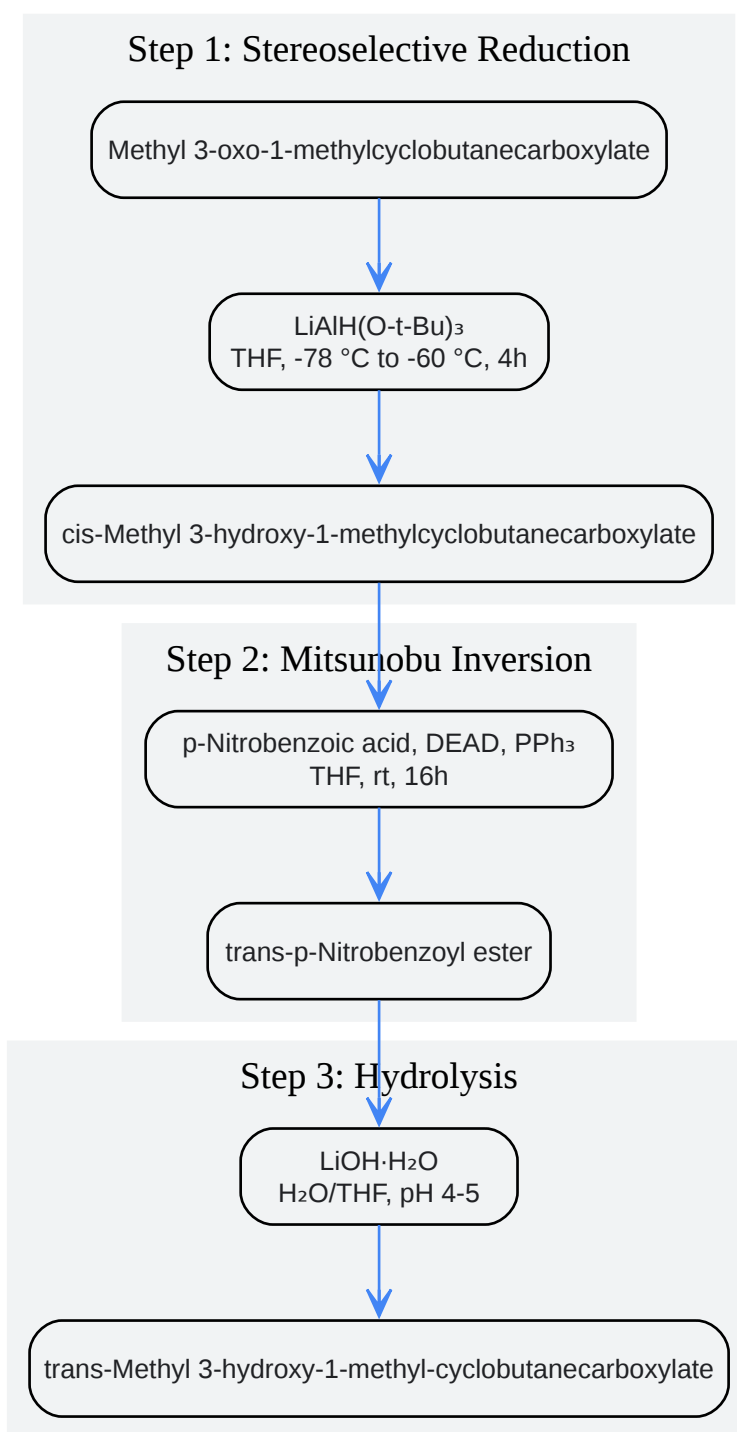 Step 1: Stereoselective Reduction
Methyl 3-oxo-1-methylcyclobutanecarboxylate
LiAlH(O-t-Bu)₃
THF, -78 °C to -60 °C, 4h
cis-Methyl 3-hydroxy-1-methylcyclobutanecarboxylate
Step 2: Mitsunobu Inversion
p-Nitrobenzoic acid, DEAD, PPh₃
THF, rt, 16h
trans-p-Nitrobenzoyl ester
Step 3: Hydrolysis
LiOH·H₂O
H₂O/THF, pH 4-5
trans-Methyl 3-hydroxy-1-methyl-cyclobutanecarboxylate